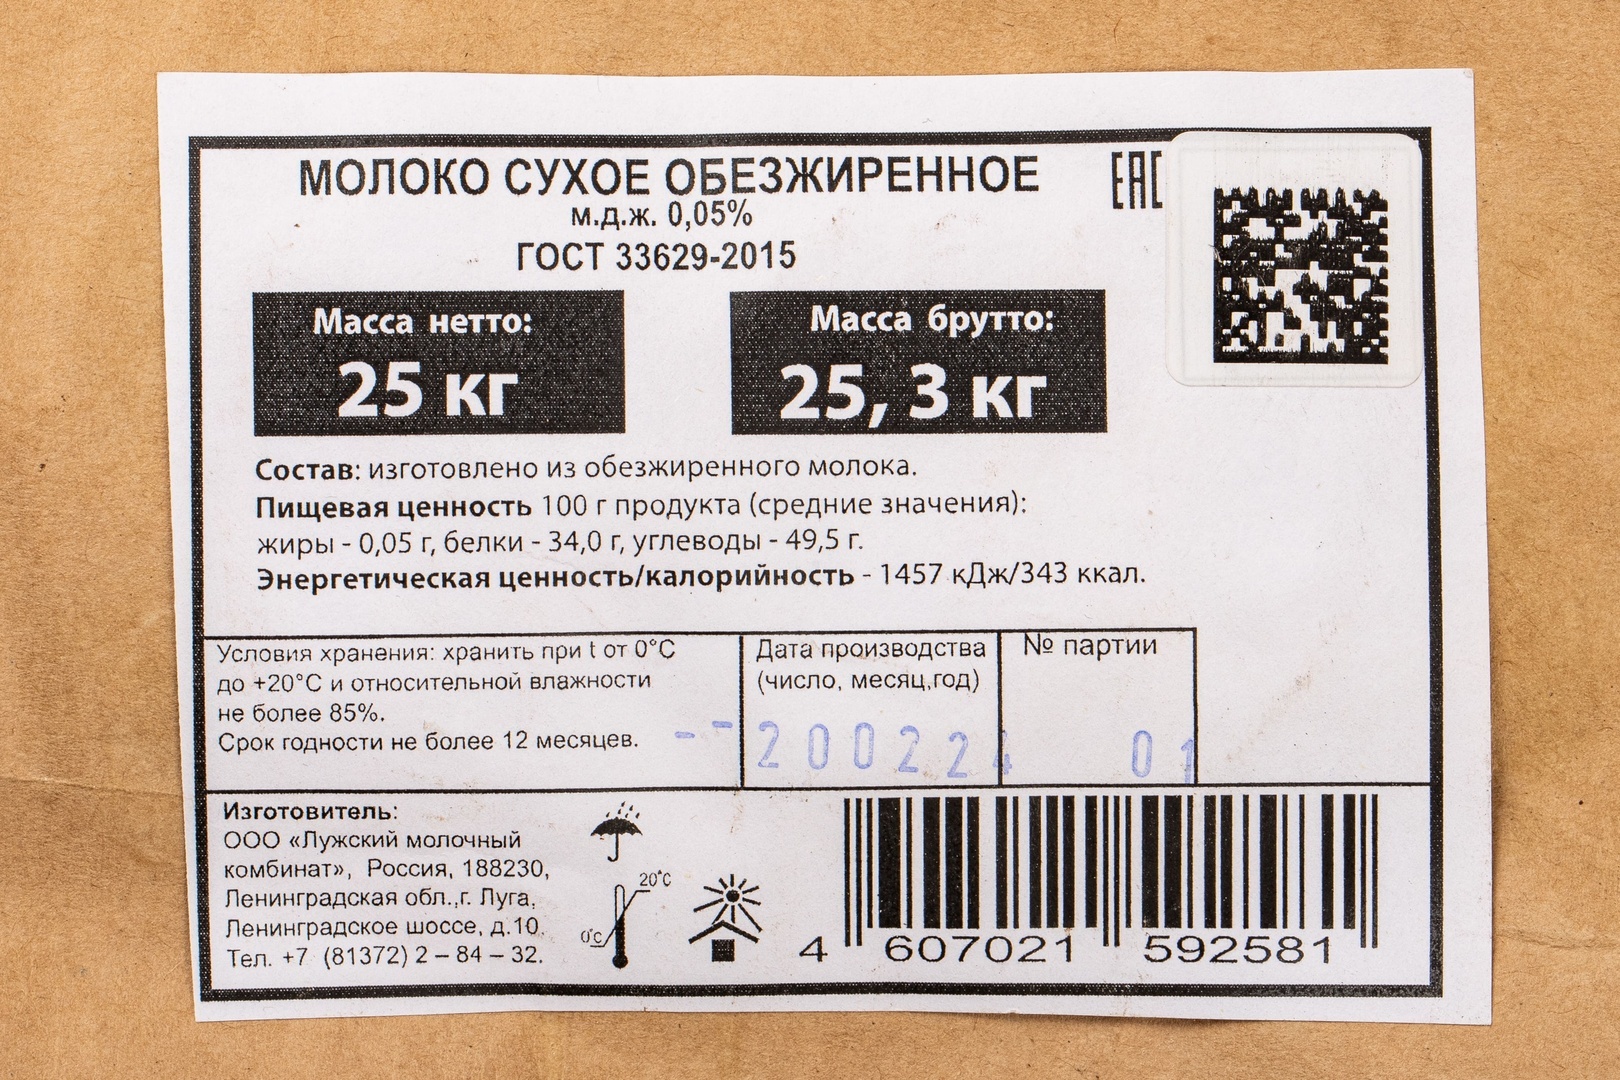 МОЛОКО СУХОЕ ОБЕЗЖИРЕННОЕ
м.д.ж. 0,05%
ГОСТ 33629-2015
EAC
Масса нетто:
25 кг
Масса брутто:
25, 3 кг
Состав: изготовлено из обезжиренного молока.
Пищевая ценность 100 г продукта (средние значения):
жиры - 0,05 г, белки - 34,0 г, углеводы - 49,5 г.
Энергетическая ценность/калорийность - 1457 кДж/343 ккал.
Условия хранения: хранить при t от 0°С
до +20°С и относительной влажности
не более 85%.
Срок годности не более 12 месяцев.
Дата производства
(число, месяц,год)
-- 200224
№ партии
01
Изготовитель:
ООО «Лужский молочный
комбинат», Россия, 188230,
Ленинградская обл.,г. Луга,
Ленинградское шоссе, д.10.
Тел. +7 (81372) 2 – 84 – 32.
20°C
0°C
4 607021 592581